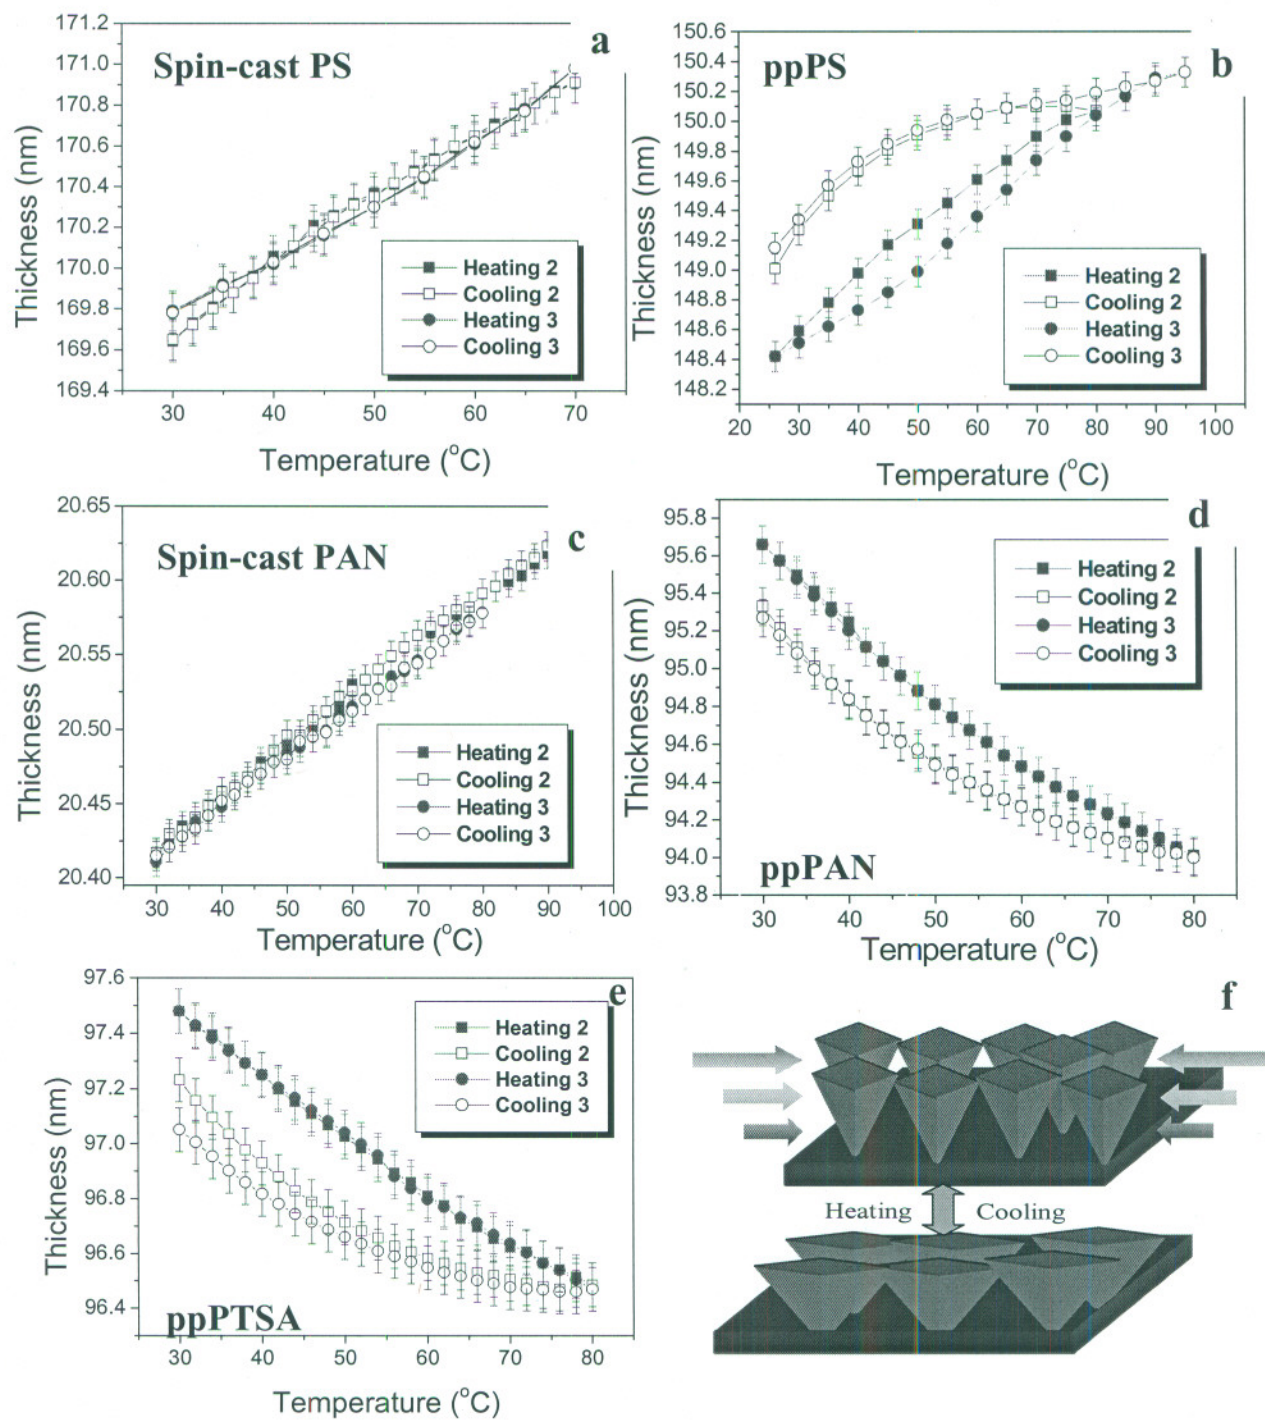 a
Spin-cast PS
171.2
171.0
170.8
170.6
170.4
170.2
170.0
169.8
169.6
169.4
Thickness (nm)
Heating 2
Cooling 2
Heating 3
Cooling 3
30 40 50 60 70
Temperature (°C)
b
ppPS
150.6
150.4
150.2
150.0
149.8
149.6
149.4
149.2
149.0
148.8
148.6
148.4
148.2
Thickness (nm)
Heating 2
Cooling 2
Heating 3
Cooling 3
20 30 40 50 60 70 80 90 100
Temperature (°C)
c
Spin-cast PAN
20.65
20.60
20.55
20.50
20.45
20.40
Thickness (nm)
Heating 2
Cooling 2
Heating 3
Cooling 3
30 40 50 60 70 80 90 100
Temperature (°C)
d
95.8
95.6
95.4
95.2
95.0
94.8
94.6
94.4
94.2
94.0
93.8
Thickness (nm)
Heating 2
Cooling 2
Heating 3
Cooling 3
ppPAN
30 40 50 60 70 80
Temperature (°C)
e
97.6
97.4
97.2
97.0
96.8
96.6
96.4
Thickness (nm)
Heating 2
Cooling 2
Heating 3
Cooling 3
ppPTSA
30 40 50 60 70 80
Temperature (°C)
f
Heating Cooling